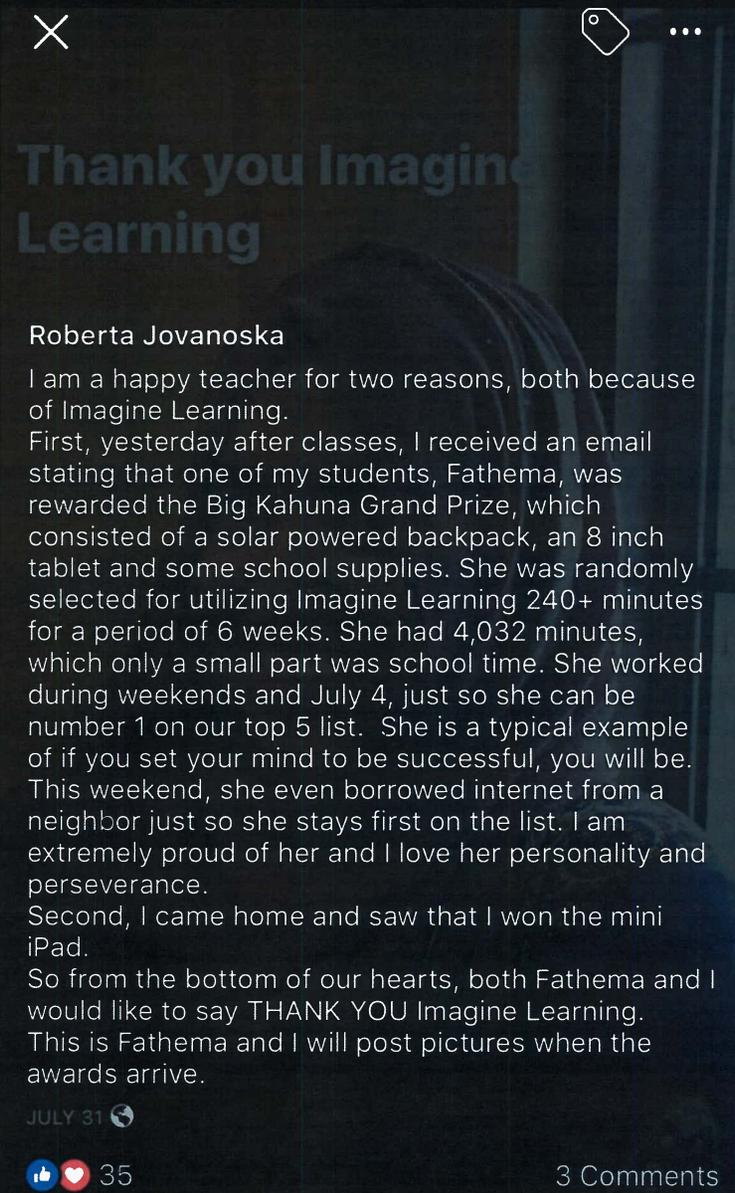 Thank you Imagine
Learning
Roberta Jovanoska
I am a happy teacher for two reasons, both because
of Imagine Learning.
First, yesterday after classes, I received an email
stating that one of my students, Fathema, was
rewarded the Big Kahuna Grand Prize, which
consisted of a solar powered backpack, an 8 inch
tablet and some school supplies. She was randomly
selected for utilizing Imagine Learning 240+ minutes
for a period of 6 weeks. She had 4,032 minutes,
which only a small part was school time. She worked
during weekends and July 4, just so she can be
number 1 on our top 5 list.  She is a typical example
of if you set your mind to be successful, you will be.
This weekend, she even borrowed internet from a
neighbor just so she stays first on the list. I am
extremely proud of her and I love her personality and
perseverance.
Second, I came home and saw that I won the mini
iPad.
So from the bottom of our hearts, both Fathema and I
would like to say THANK YOU Imagine Learning.
This is Fathema and I will post pictures when the
awards arrive.
JULY 31
35 3 Comments